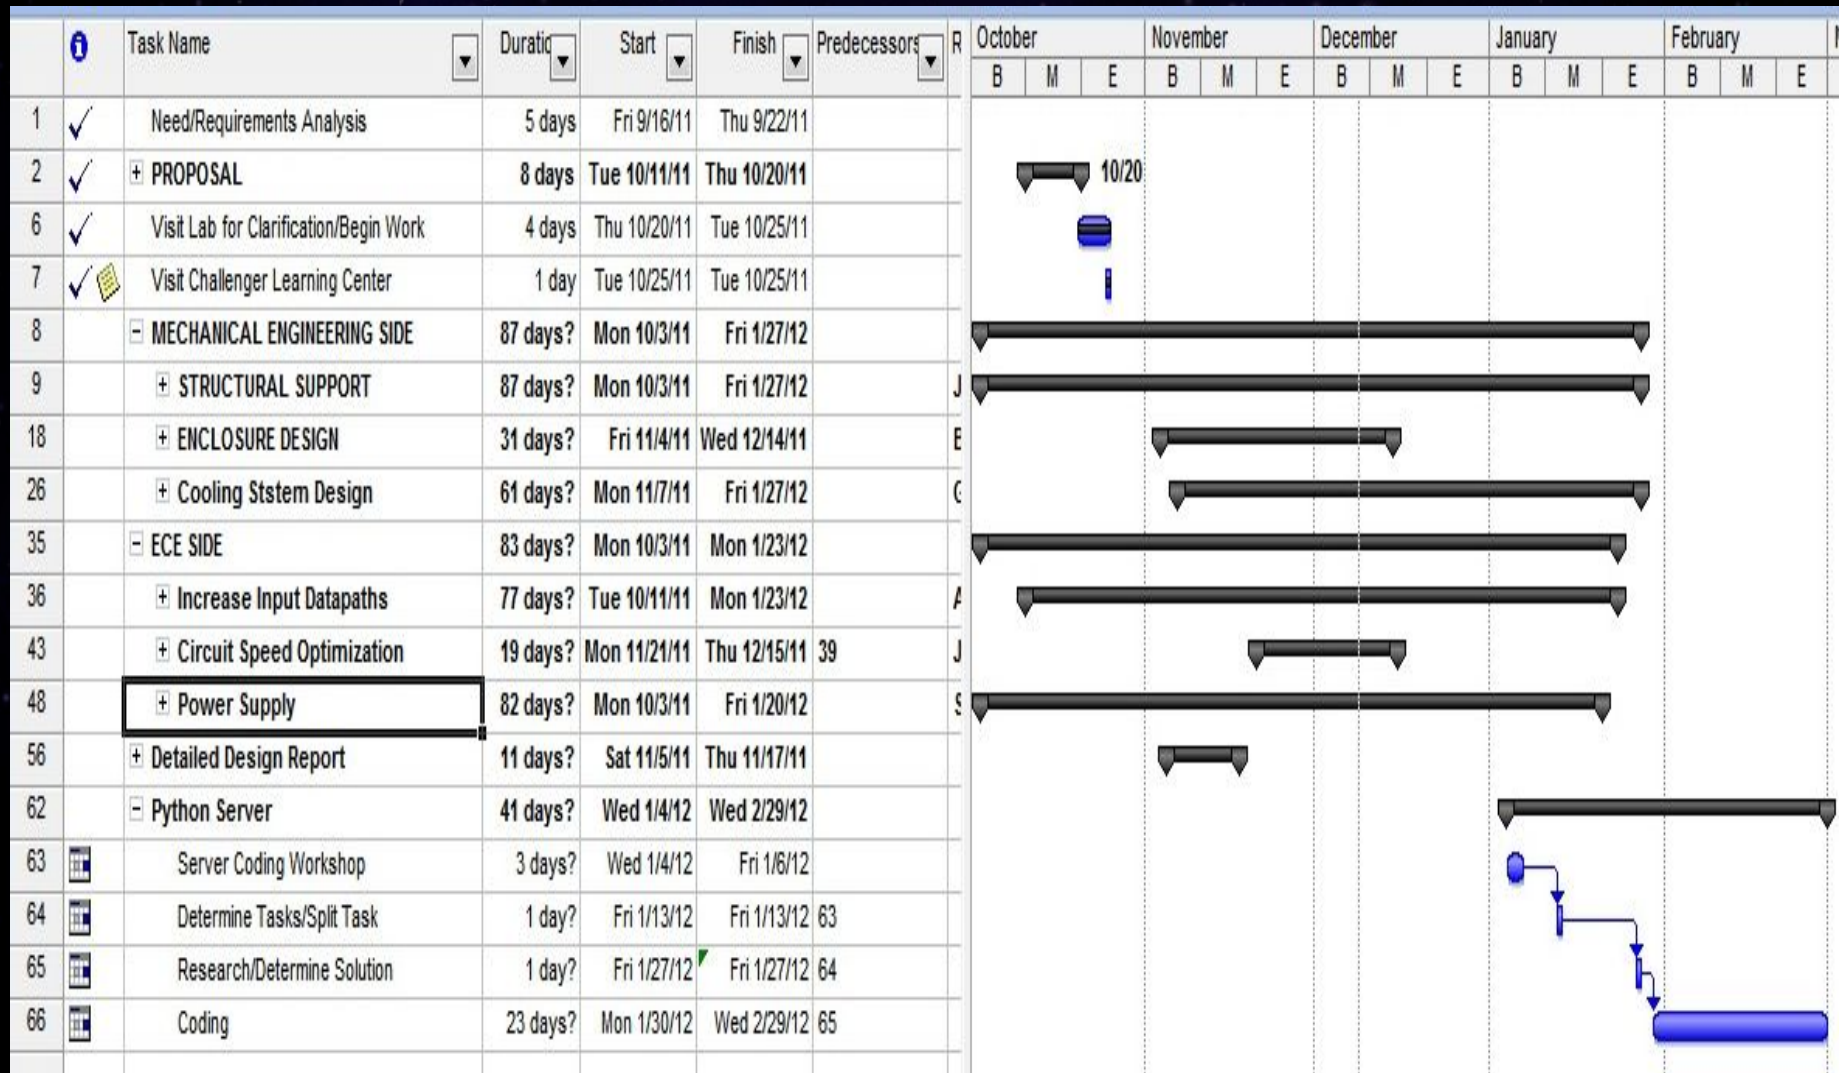 Task Name Duratio Start Finish Predecessors R October November December January February
B M E B M E B M E B M E B M E
1 Need/Requirements Analysis 5 days Fri 9/16/11 Thu 9/22/11
2 PROPOSAL 8 days Tue 10/11/11 Thu 10/20/11 10/20
6 Visit Lab for Clarification/Begin Work 4 days Thu 10/20/11 Tue 10/25/11
7 Visit Challenger Learning Center 1 day Tue 10/25/11 Tue 10/25/11
8 MECHANICAL ENGINEERING SIDE 87 days? Mon 10/3/11 Fri 1/27/12
9 STRUCTURAL SUPPORT 87 days? Mon 10/3/11 Fri 1/27/12 J
18 ENCLOSURE DESIGN 31 days? Fri 11/4/11 Wed 12/14/11
26 Cooling Ststem Design 61 days? Mon 11/7/11 Fri 1/27/12
35 ECE SIDE 83 days? Mon 10/3/11 Mon 1/23/12
36 Increase Input Datapaths 77 days? Tue 10/11/11 Mon 1/23/12
43 Circuit Speed Optimization 19 days? Mon 11/21/11 Thu 12/15/11 39 J
48 Power Supply 82 days? Mon 10/3/11 Fri 1/20/12
56 Detailed Design Report 11 days? Sat 11/5/11 Thu 11/17/11
62 Python Server 41 days? Wed 1/4/12 Wed 2/29/12
63 Server Coding Workshop 3 days? Wed 1/4/12 Fri 1/6/12
64 Determine Tasks/Split Task 1 day? Fri 1/13/12 Fri 1/13/12 63
65 Research/Determine Solution 1 day? Fri 1/27/12 Fri 1/27/12 64
66 Coding 23 days? Mon 1/30/12 Wed 2/29/12 65